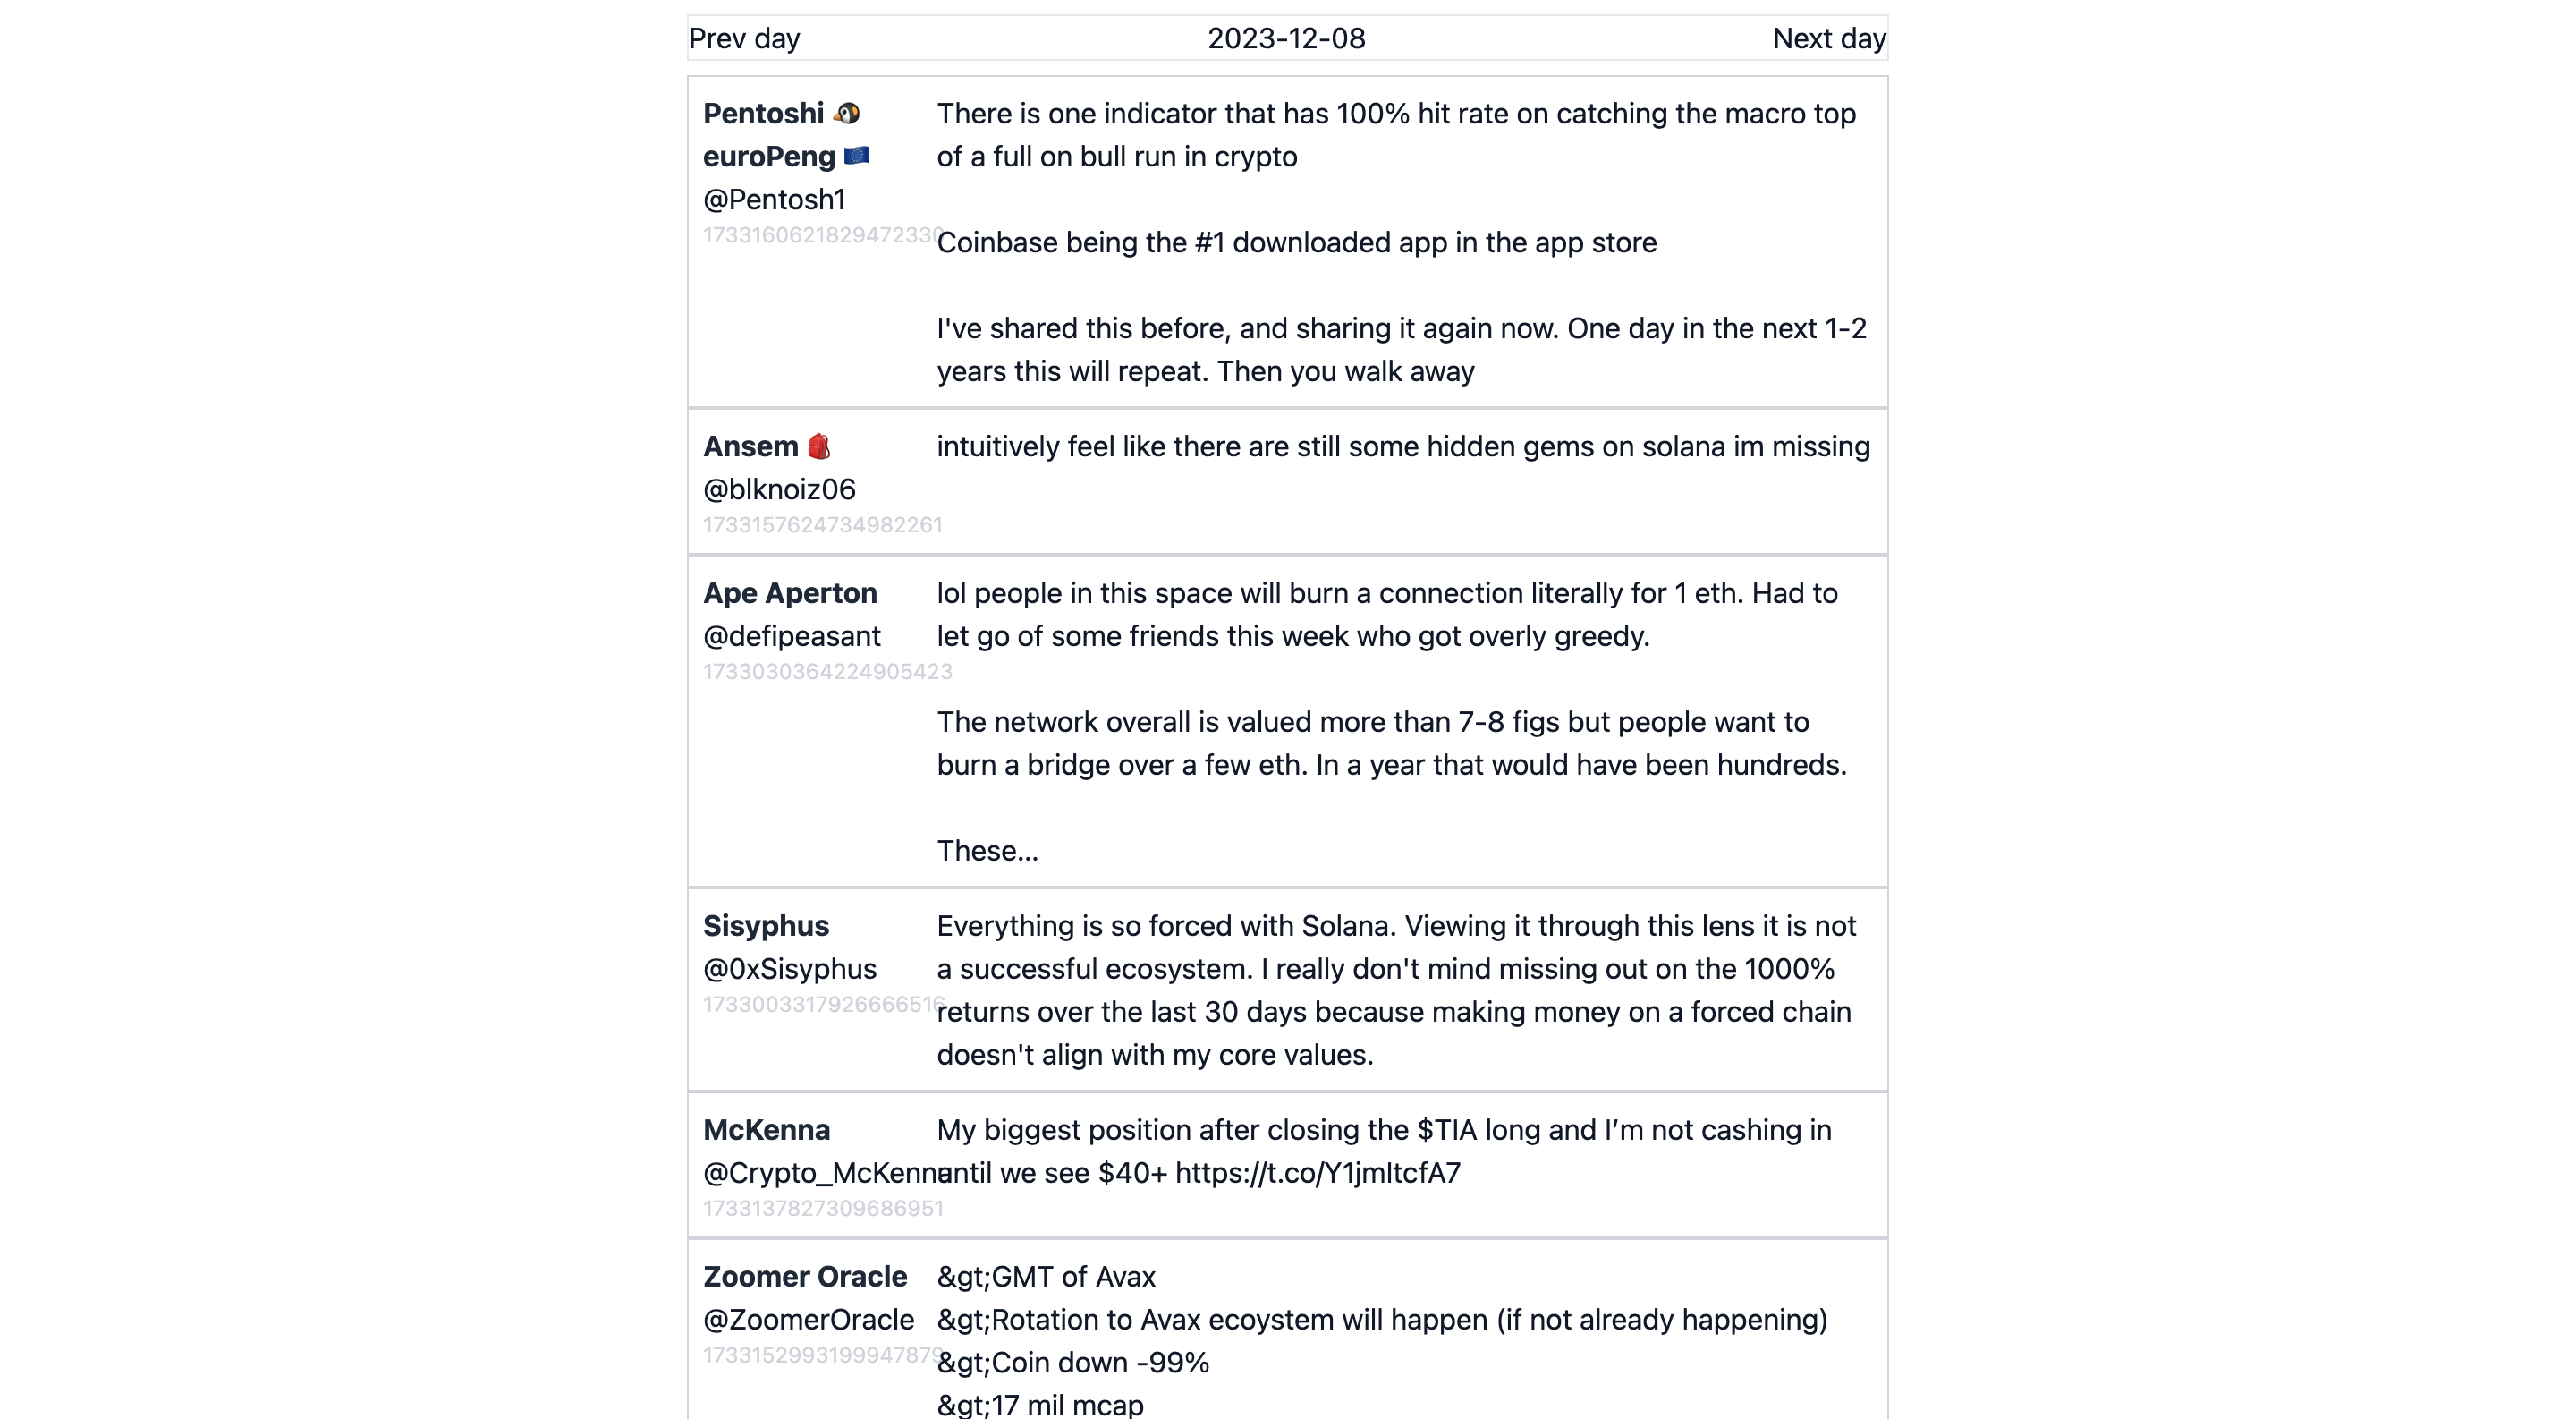 Prev day 2023-12-08 Next day
Pentoshi 🐧
euroPeng 🇪🇺
@Pentosh1
1733160621829472330
There is one indicator that has 100% hit rate on catching the macro top
of a full on bull run in crypto
Coinbase being the #1 downloaded app in the app store
I've shared this before, and sharing it again now. One day in the next 1-2
years this will repeat. Then you walk away
Ansem 🎒
@blknoiz06
1733157624734982261
intuitively feel like there are still some hidden gems on solana im missing
Ape Aperton
@defipeasant
1733030364224905423
lol people in this space will burn a connection literally for 1 eth. Had to
let go of some friends this week who got overly greedy.
The network overall is valued more than 7-8 figs but people want to
burn a bridge over a few eth. In a year that would have been hundreds.
These...
Sisyphus
@0xSisyphus
1733003317926666516
Everything is so forced with Solana. Viewing it through this lens it is not
a successful ecosystem. I really don't mind missing out on the 1000%
returns over the last 30 days because making money on a forced chain
doesn't align with my core values.
McKenna
@Crypto_McKenna
1733137827309686951
My biggest position after closing the $TIA long and I’m not cashing in
until we see $40+ https://t.co/Y1jmItcfA7
Zoomer Oracle
@ZoomerOracle
1733152993199947879
&gt;GMT of Avax
&gt;Rotation to Avax ecoystem will happen (if not already happening)
&gt;Coin down -99%
&gt;17 mil mcap